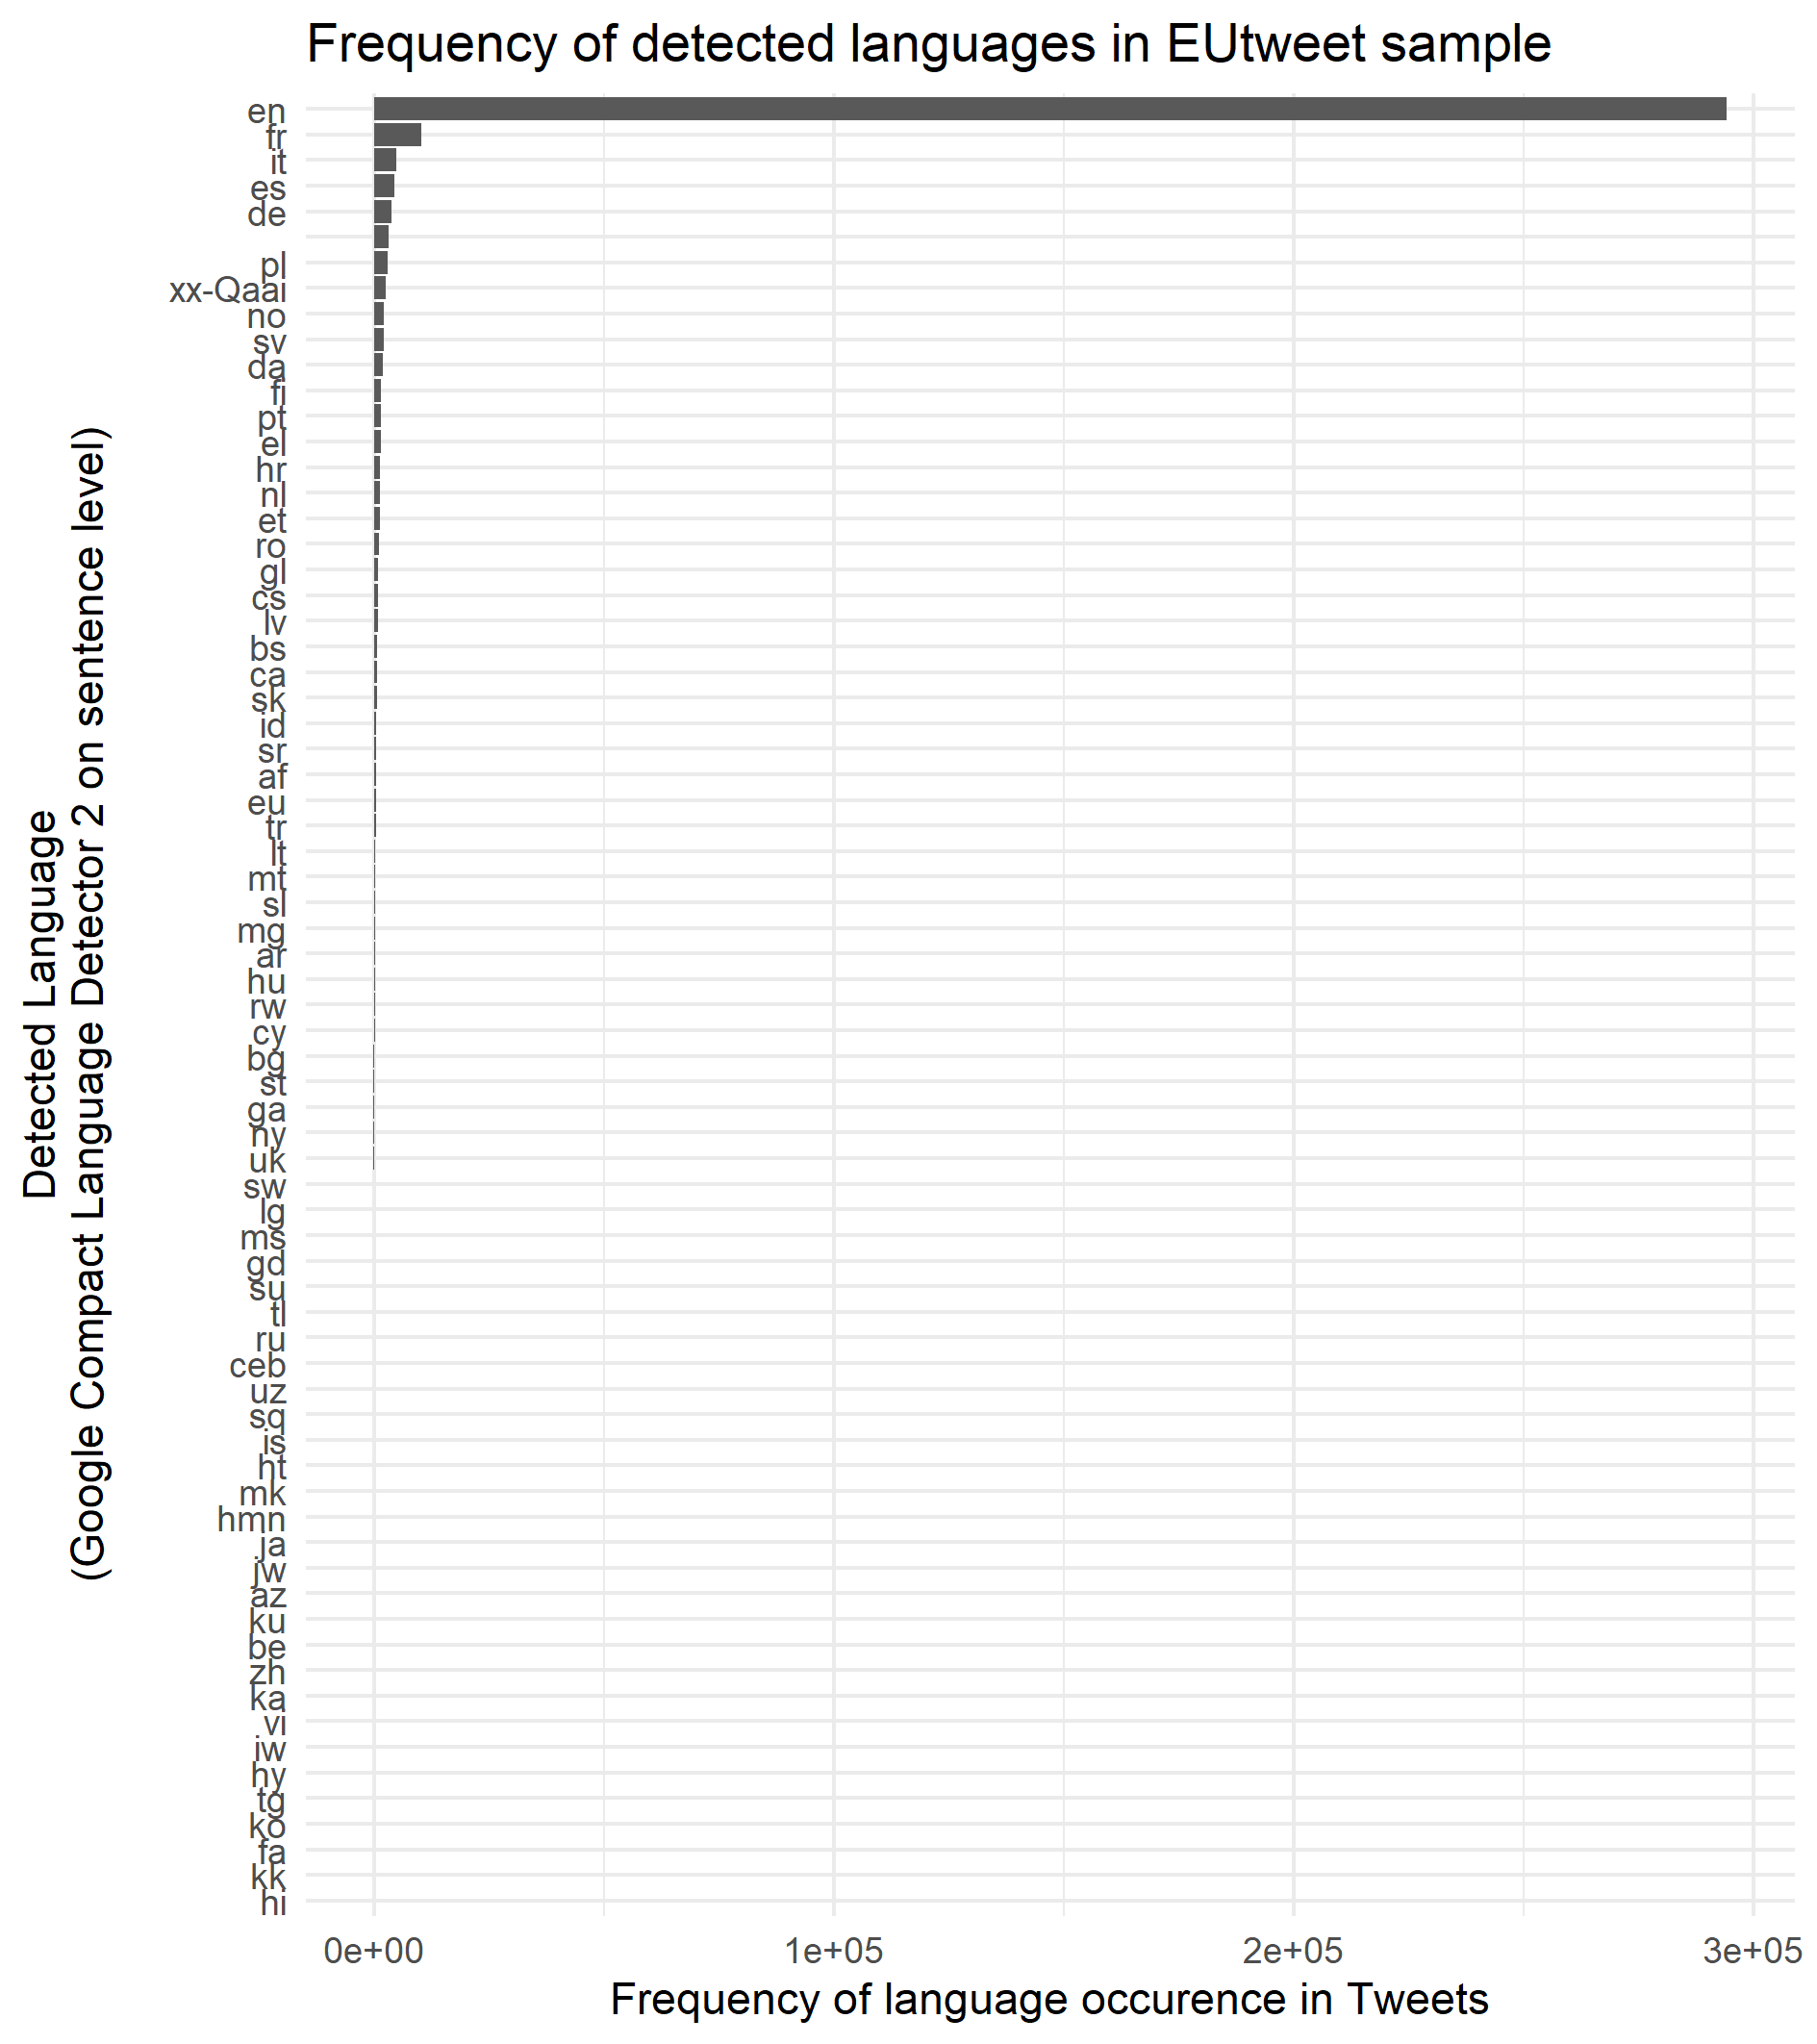 Frequency of detected languages in EUtweet sample
Detected Language
(Google Compact Language Detector 2 on sentence level)
en
fr
it
es
de
pl
xx-Qaai
no
sv
da
fi
pt
el
hr
nl
et
ro
gl
cs
lv
bs
ca
sk
id
sr
af
eu
tr
lt
mt
sl
mg
ar
hu
rw
cy
bg
st
ga
ny
uk
sw
lg
ms
gd
su
tl
ru
ceb
uz
sq
is
ht
mk
hmn
ja
jw
az
ku
be
zh
ka
vi
iw
hy
tg
ko
fa
kk
hi
0e+00 1e+05 2e+05 3e+05
Frequency of language occurence in Tweets